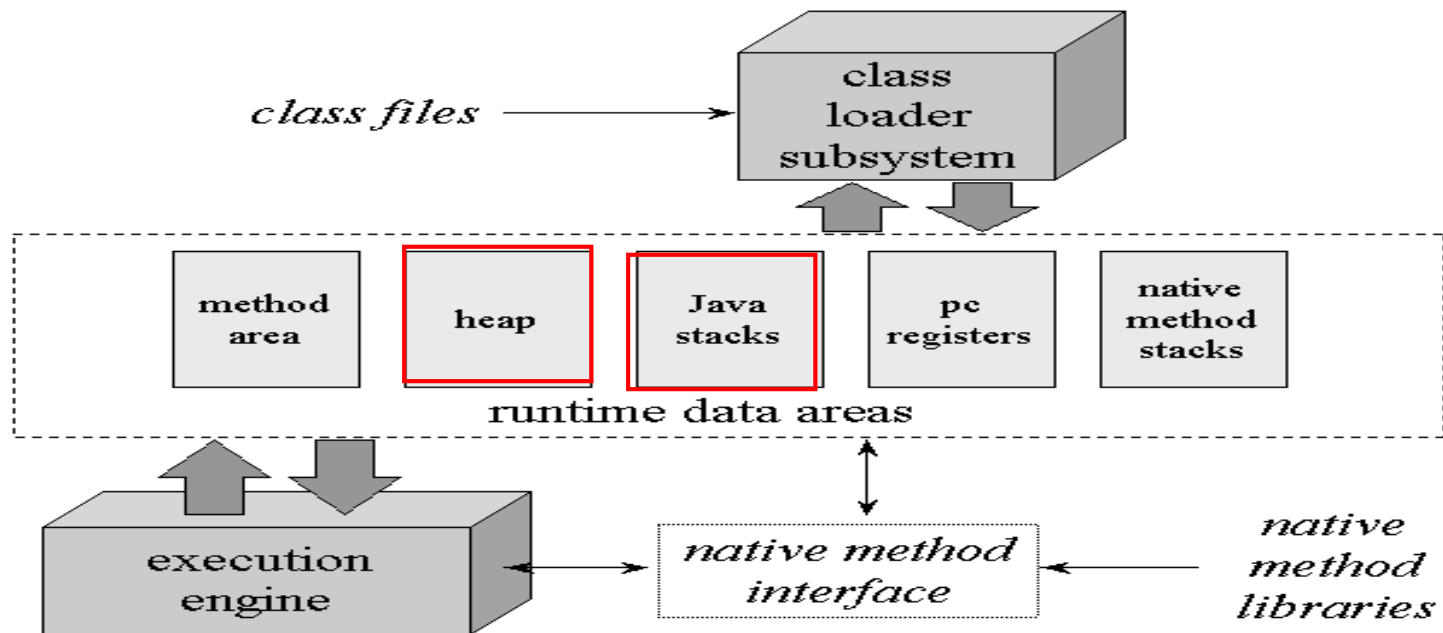 class
loader
subsystem
class files
method
area
heap
Java
stacks
pc
registers
native
method
stacks
runtime data areas
execution
engine
native method
interface
native
method
libraries